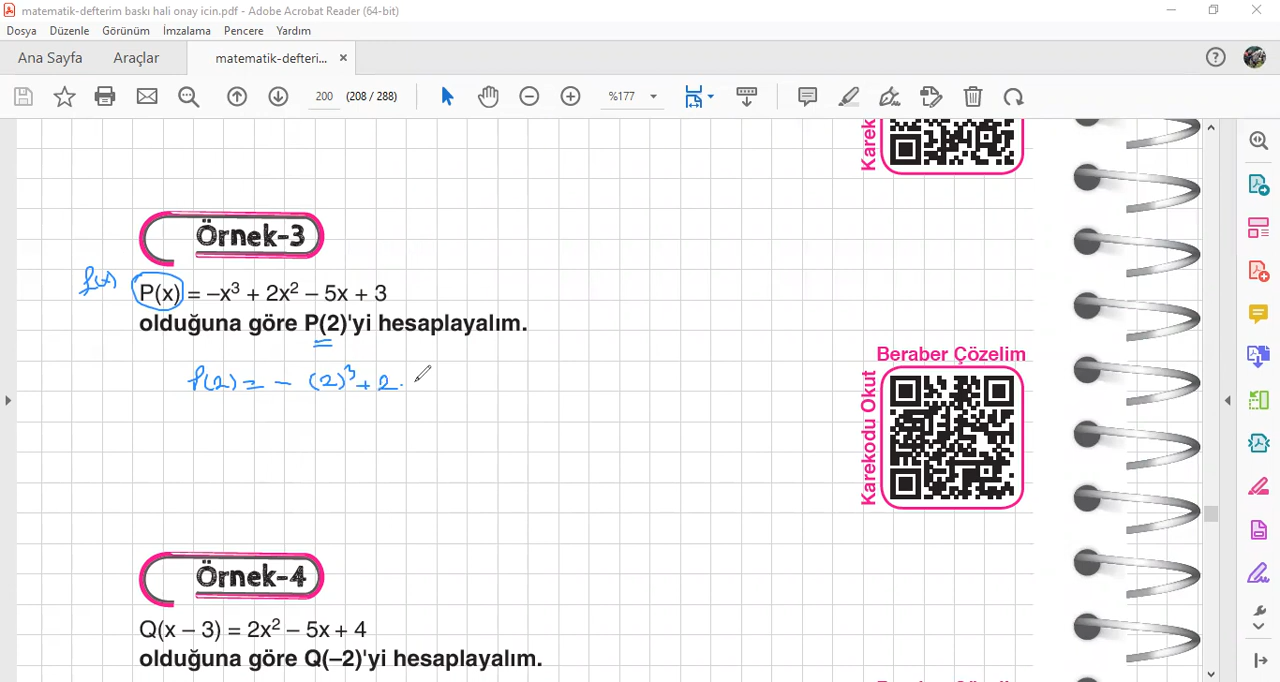 matematik-defterim baskı hali onay icin.pdf - Adobe Acrobat Reader (64-bit)
Dosya Düzenle Görünüm İmzalama Pencere Yardım
Ana Sayfa Araçlar matematik-defteri... ×
200 (208 / 288) %177
Karek
Örnek-3
f(x) P(x) = –x³ + 2x² – 5x + 3
olduğuna göre P(2)'yi hesaplayalım.
Beraber Çözelim
Karekodu Okut
f(2) = - (2)³ + 2.
Örnek-4
Q(x – 3) = 2x² – 5x + 4
olduğuna göre Q(–2)'yi hesaplayalım.